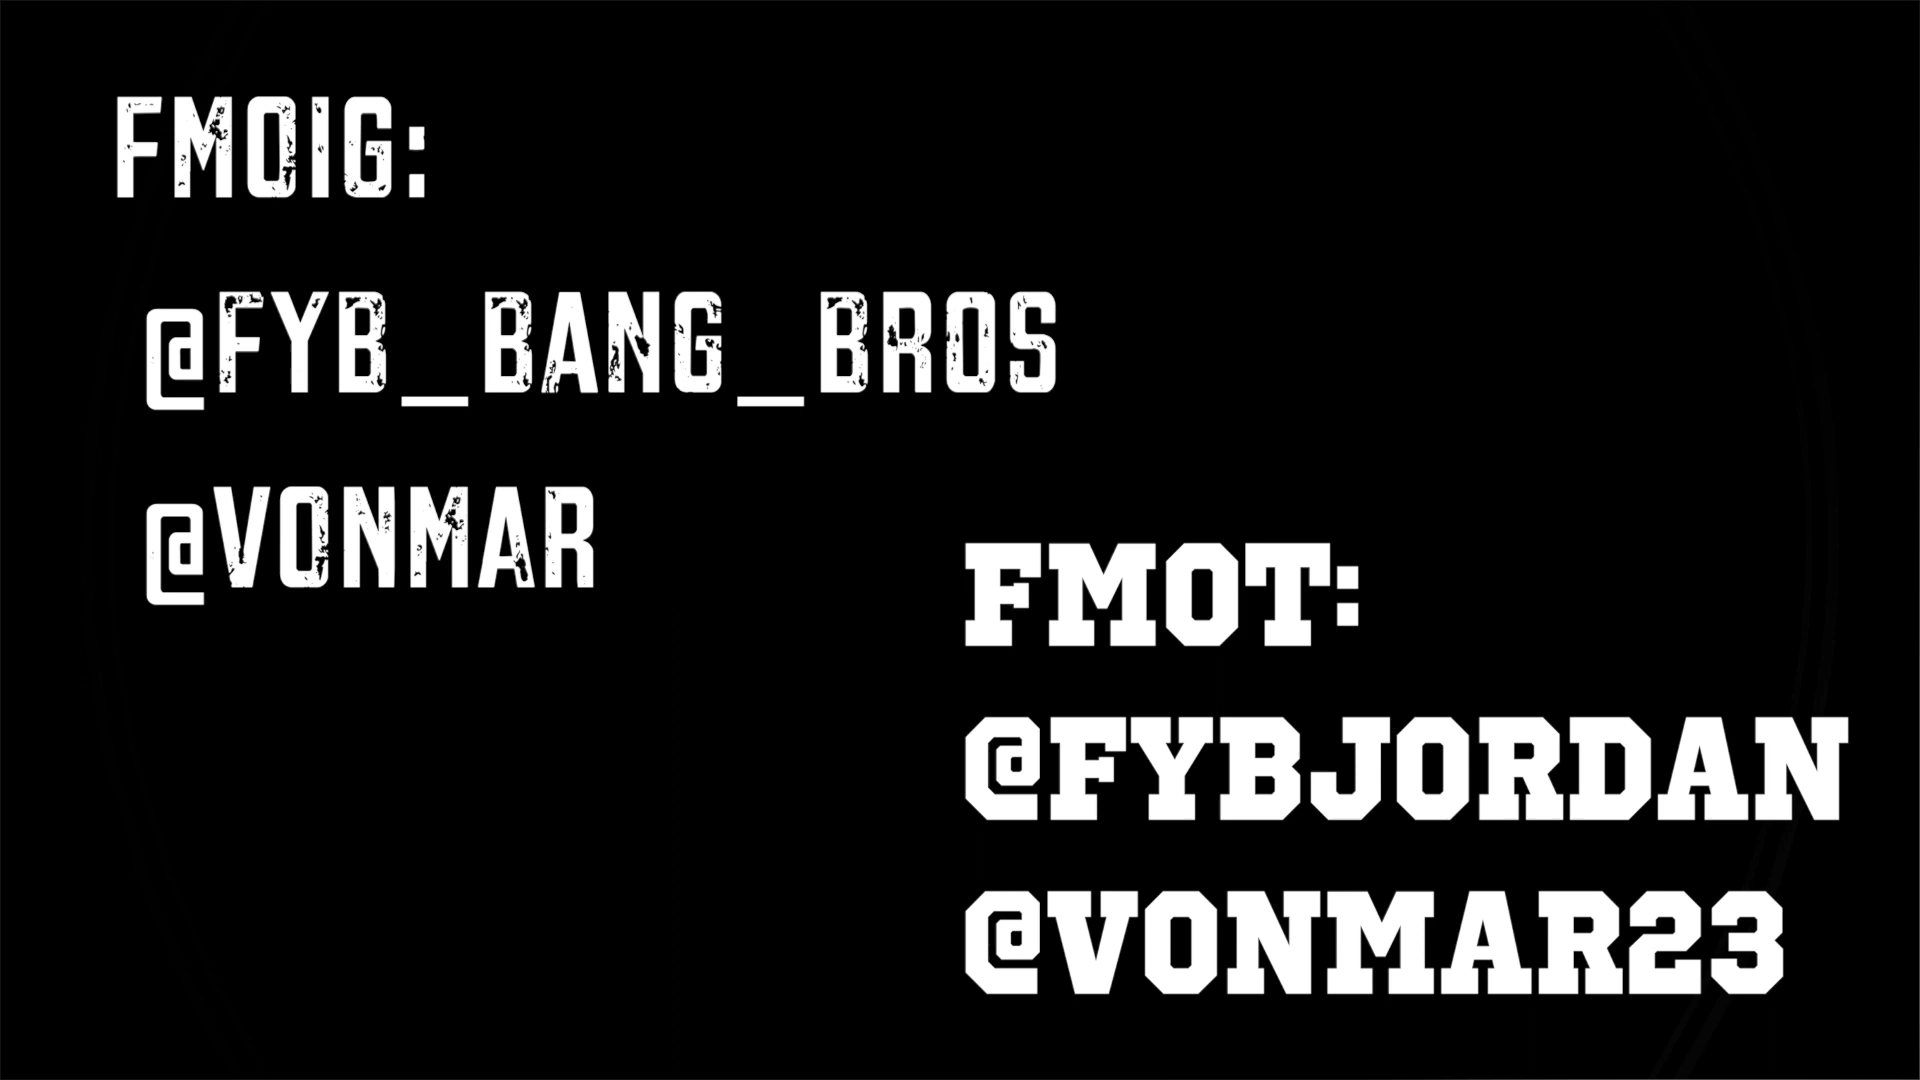 FMOIG:
@FYB_BANG_BROS
@VONMAR
FMOT:
@FYBJORDAN
@VONMAR23